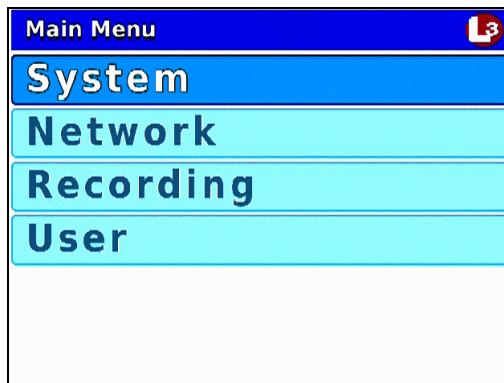 Main Menu
L3
System
Network
Recording
User